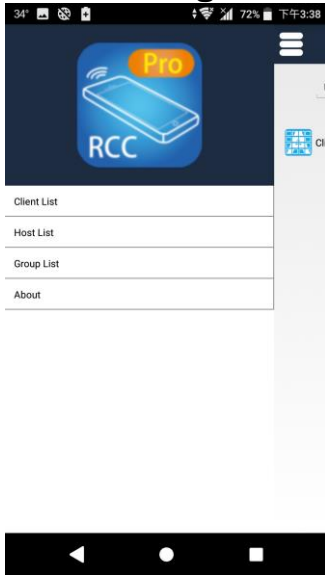 34° 72% 下午3:38
Pro
RCC
Client List
Host List
Group List
About